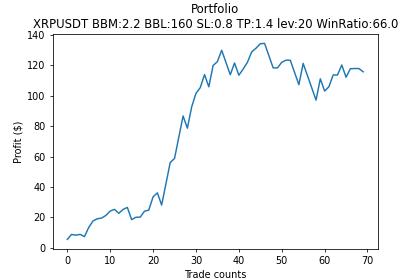 Portfolio
XRPUSDT BBM:2.2 BBL:160 SL:0.8 TP:1.4 lev:20 WinRatio:66.0
140
120
100
80
60
40
20
0
Profit ($)
0 10 20 30 40 50 60 70
Trade counts